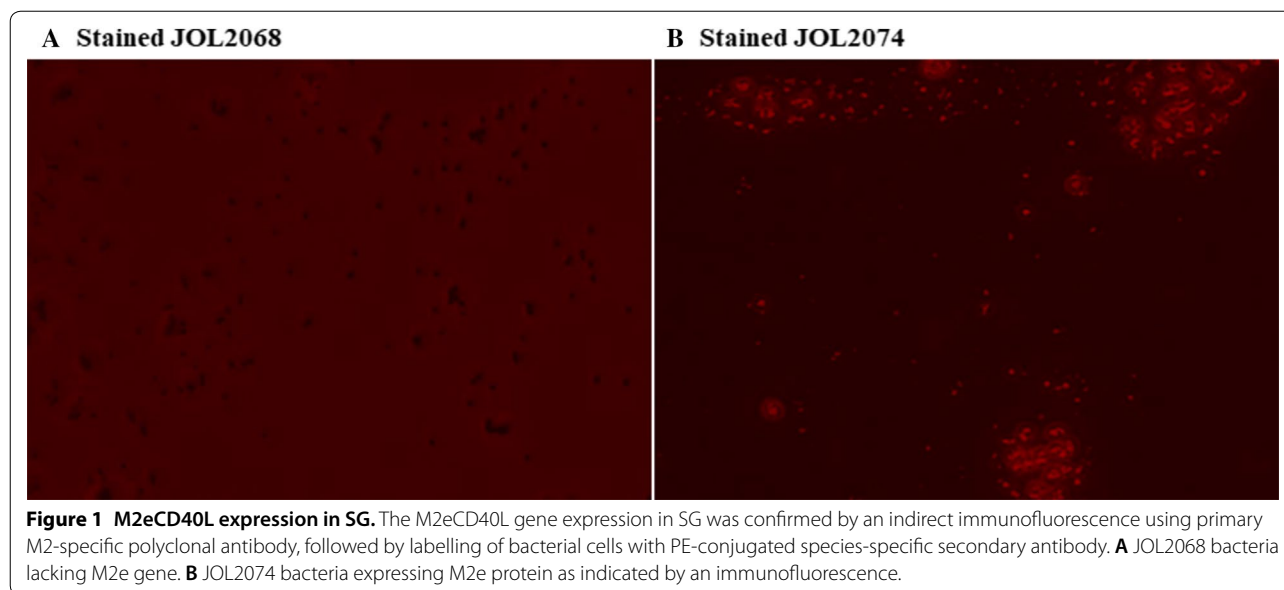 A Stained JOL2068
B Stained JOL2074
Figure 1 M2eCD40L expression in SG. The M2eCD40L gene expression in SG was confirmed by an indirect immunofluorescence using primary
M2-specific polyclonal antibody, followed by labelling of bacterial cells with PE-conjugated species-specific secondary antibody. A JOL2068 bacteria
lacking M2e gene. B JOL2074 bacteria expressing M2e protein as indicated by an immunofluorescence.